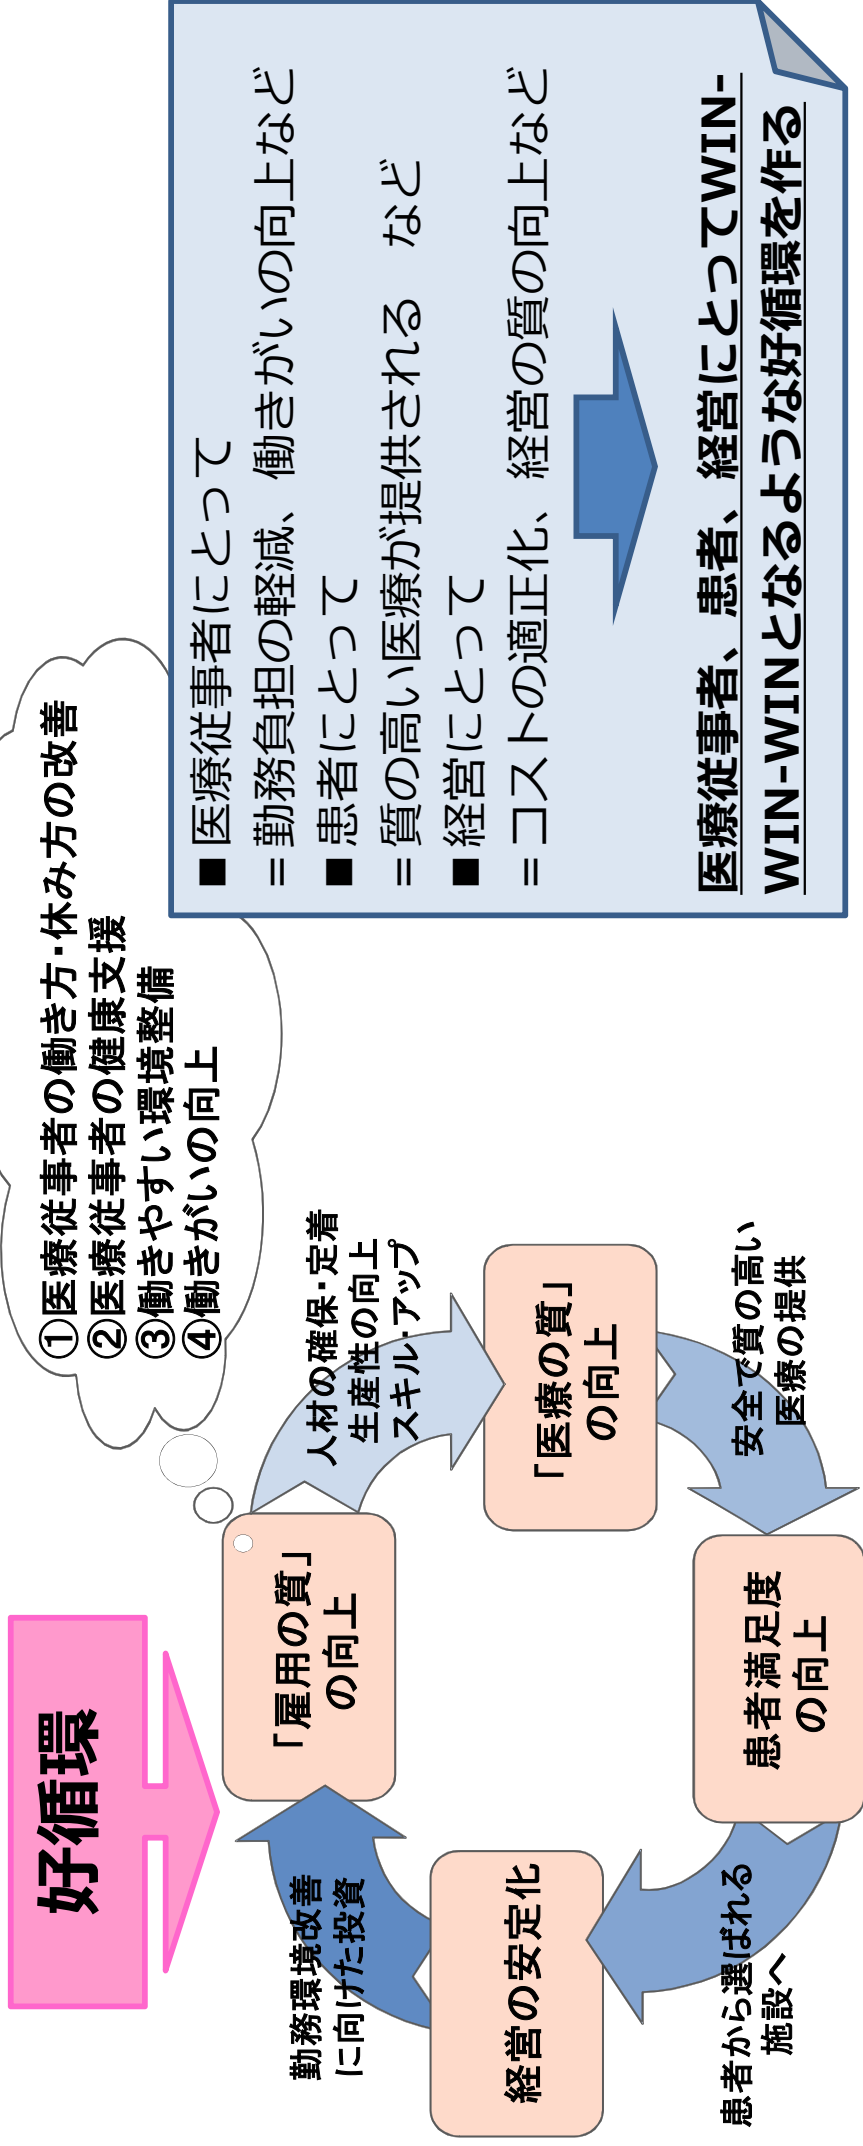 好循環
①医療従事者の働き方・休み方の改善
②医療従事者の健康支援
③働きやすい環境整備
④働きがいの向上
「雇用の質」
の向上
人材の確保・定着
生産性の向上
スキル・アップ
「医療の質」
の向上
安全で質の高い
医療の提供
患者満足度
の向上
患者から選ばれる
施設へ
経営の安定化
勤務環境改善
に向けた投資
■ 医療従事者にとって
= 勤務負担の軽減、働きがいの向上など
■ 患者にとって
= 質の高い医療が提供される など
■ 経営にとって
= コストの適正化、経営の質の向上など
医療従事者、患者、経営にとってWIN-
WIN-WINとなるような好循環を作る